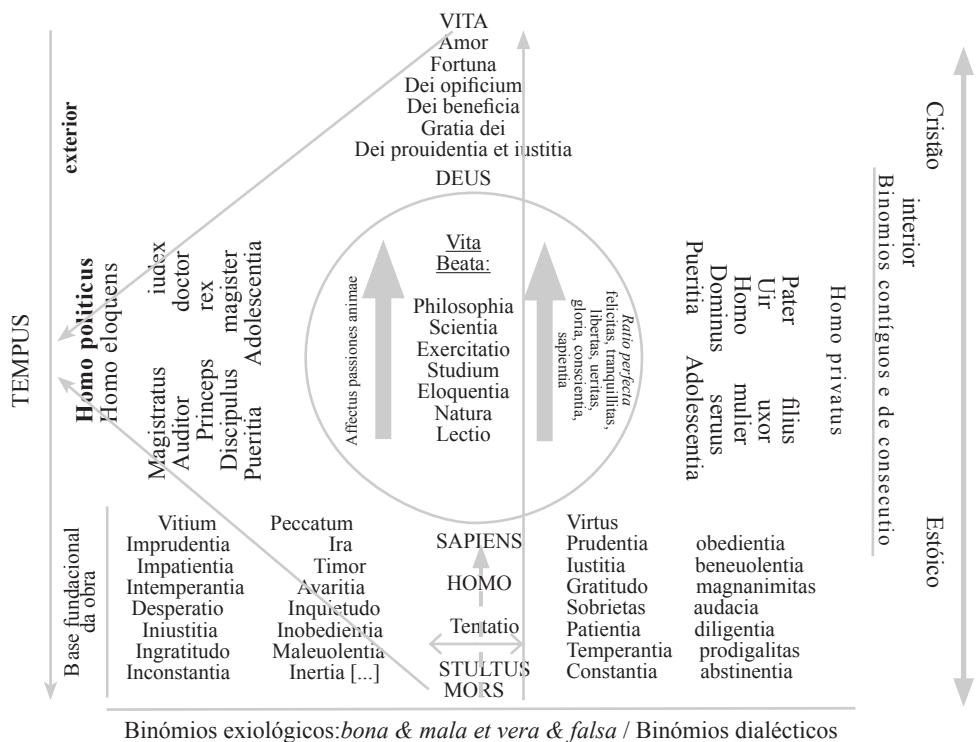 VITA
Amor
Fortuna
Dei opificium
Dei beneficia
Gratia dei
Dei prouidentia et iustitia
DEUS
TEMPUS
exterior
Homo politicus
Homo eloquens
iudex
doctor
rex
magister
Adolescentia
Magistratus
Auditor
Princeps
Discipulus
Pueritia
Affectus passiones animae
Vita
Beata:
Philosophia
Scientia
Exercitatio
Studium
Eloquentia
Natura
Lectio
Ratio perfecta
felicitas, tranquillitas,
libertas, ueritas,
gloria, conscientia,
sapientia
Pater
Uir
Homo
Dominus
Pueritia
filius
uxor
mulier
seruus
Adolescentia
Homo privatus
interior
Binomios contíguos e de consecutio
Cristão
Estóico
Base fundacional
da obra
Vitium
Imprudentia
Impatientia
Intemperantia
Desperatio
Iniustitia
Ingratitudo
Inconstantia
Peccatum
Ira
Timor
Avaritia
Inquietudo
Inobedientia
Maleuolentia
Inertia [...]
SAPIENS
HOMO
Tentatio
STULTUS
MORS
Virtus
Prudentia
Iustitia
Gratitudo
Sobrietas
Patientia
Temperantia
Constantia
obedientia
beneuolentia
magnanimitas
audacia
diligentia
prodigalitas
abstinentia
Binómios exiológicos:bona & mala et vera & falsa / Binómios dialécticos